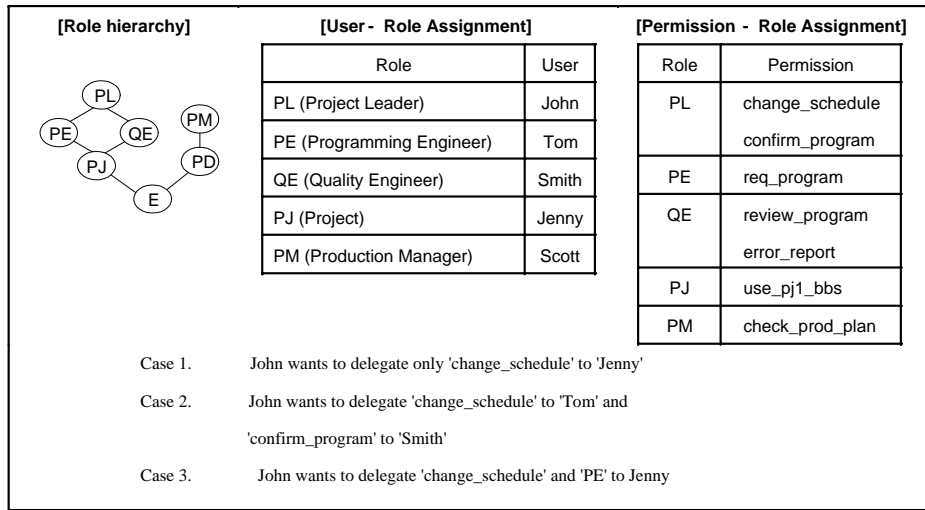 [Role hierarchy]
PL
PM
PE
QE
PJ
PD
E
[User - Role Assignment]
Role User
PL (Project Leader) John
PE (Programming Engineer) Tom
QE (Quality Engineer) Smith
PJ (Project) Jenny
PM (Production Manager) Scott
[Permission - Role Assignment]
Role Permission
PL change_schedule
confirm_program
PE req_program
QE review_program
error_report
PJ use_pj1_bbs
PM check_prod_plan
Case 1. John wants to delegate only 'change_schedule' to 'Jenny'
Case 2. John wants to delegate 'change_schedule' to 'Tom' and
'confirm_program' to 'Smith'
Case 3. John wants to delegate 'change_schedule' and 'PE' to Jenny